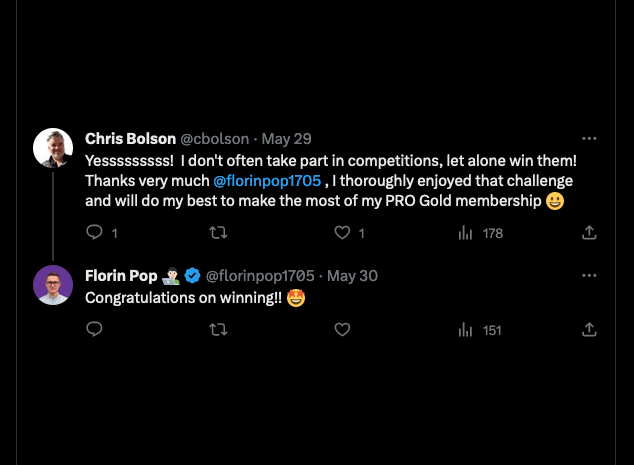 Chris Bolson @cbolson · May 29
Yesssssssss!  I don't often take part in competitions, let alone win them!
Thanks very much @florinpop1705 , I thoroughly enjoyed that challenge
and will do my best to make the most of my PRO Gold membership 😀
1 1 178
Florin Pop 👨🏻‍💻 @florinpop1705 · May 30
Congratulations on winning!! 🤩
151